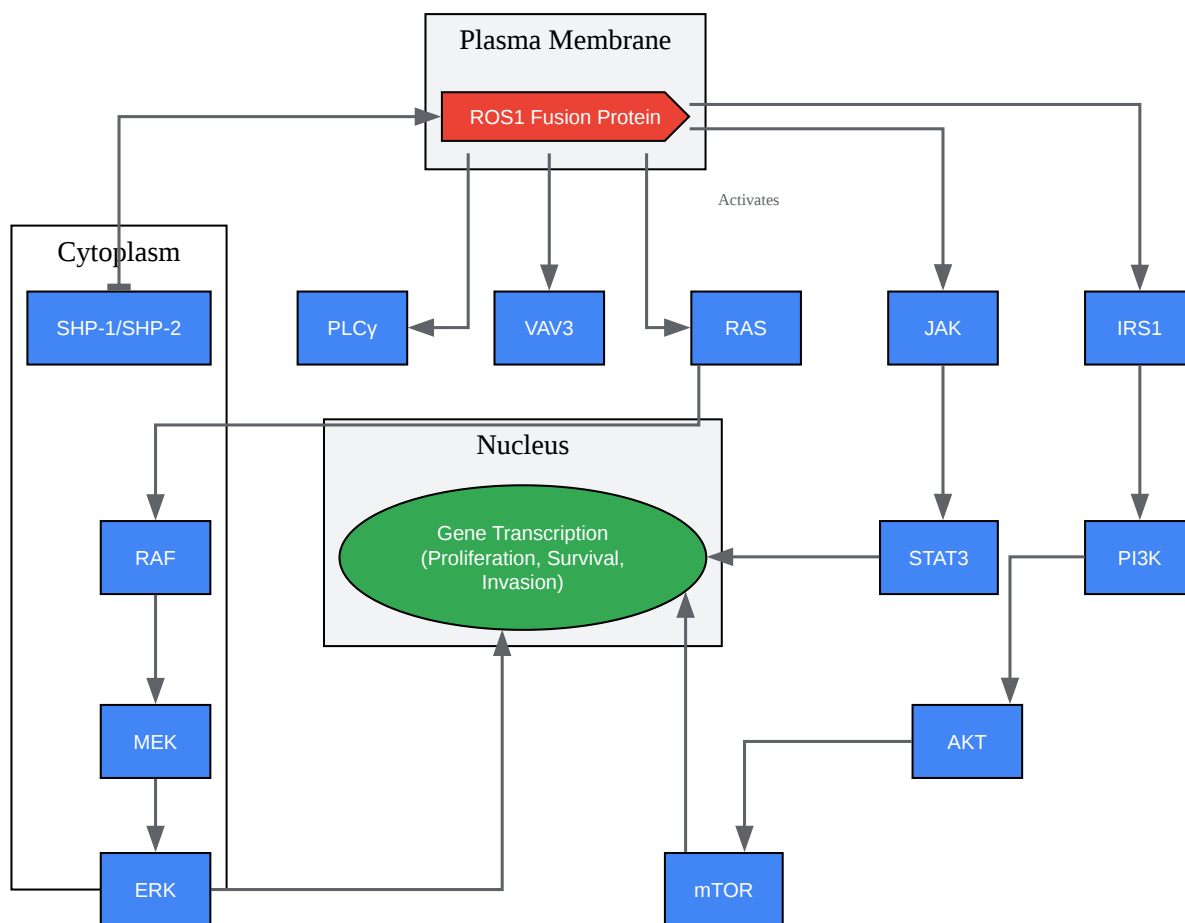 Plasma Membrane
ROS1 Fusion Protein
Activates
Cytoplasm
SHP-1/SHP-2
PLCγ
VAV3
RAS
JAK
IRS1
Nucleus
Gene Transcription
(Proliferation, Survival,
Invasion)
RAF
STAT3
PI3K
MEK
AKT
ERK
mTOR